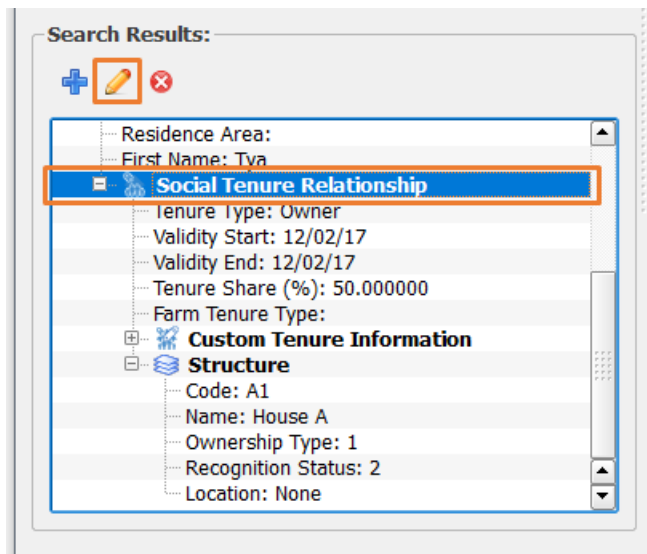 Search Results:
Residence Area:
First Name: Tya
Social Tenure Relationship
Tenure Type: Owner
Validity Start: 12/02/17
Validity End: 12/02/17
Tenure Share (%): 50.000000
Farm Tenure Type:
Custom Tenure Information
Structure
Code: A1
Name: House A
Ownership Type: 1
Recognition Status: 2
Location: None